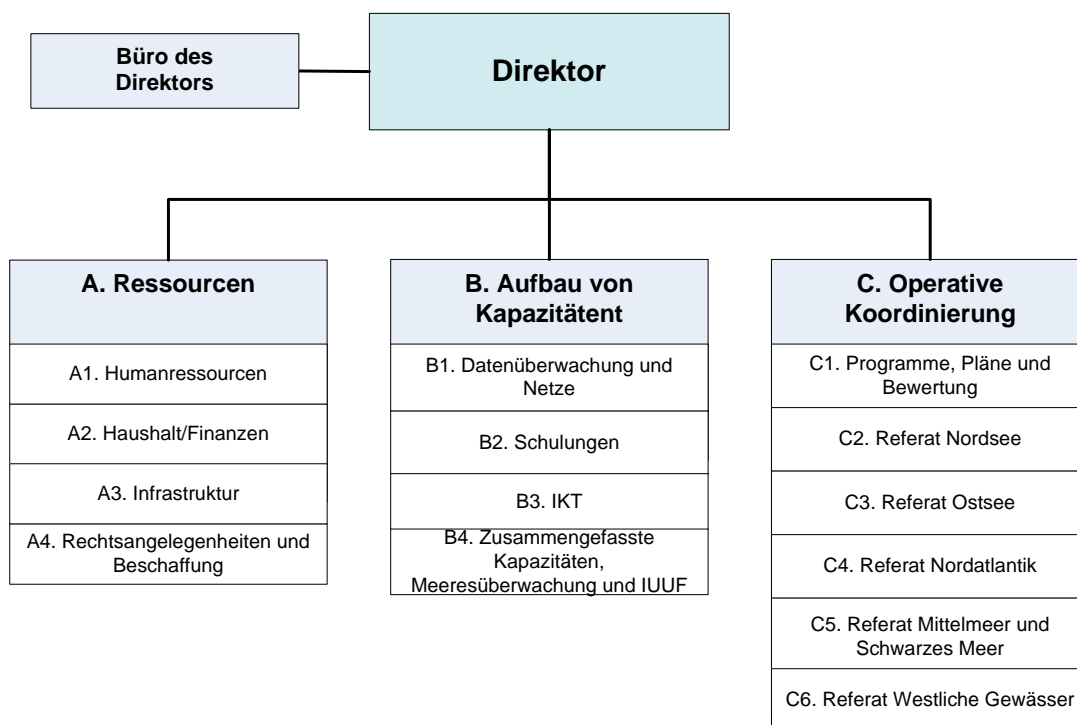 Büro des
Direktors
Direktor
A. Ressourcen
A1. Humanressourcen
A2. Haushalt/Finanzen
A3. Infrastruktur
A4. Rechtsangelegenheiten und
Beschaffung
B. Aufbau von
Kapazitätent
B1. Datenüberwachung und
Netze
B2. Schulungen
B3. IKT
B4. Zusammengefasste
Kapazitäten,
Meeresüberwachung und IUUF
C. Operative
Koordinierung
C1. Programme, Pläne und
Bewertung
C2. Referat Nordsee
C3. Referat Ostsee
C4. Referat Nordatlantik
C5. Referat Mittelmeer und
Schwarzes Meer
C6. Referat Westliche Gewässer